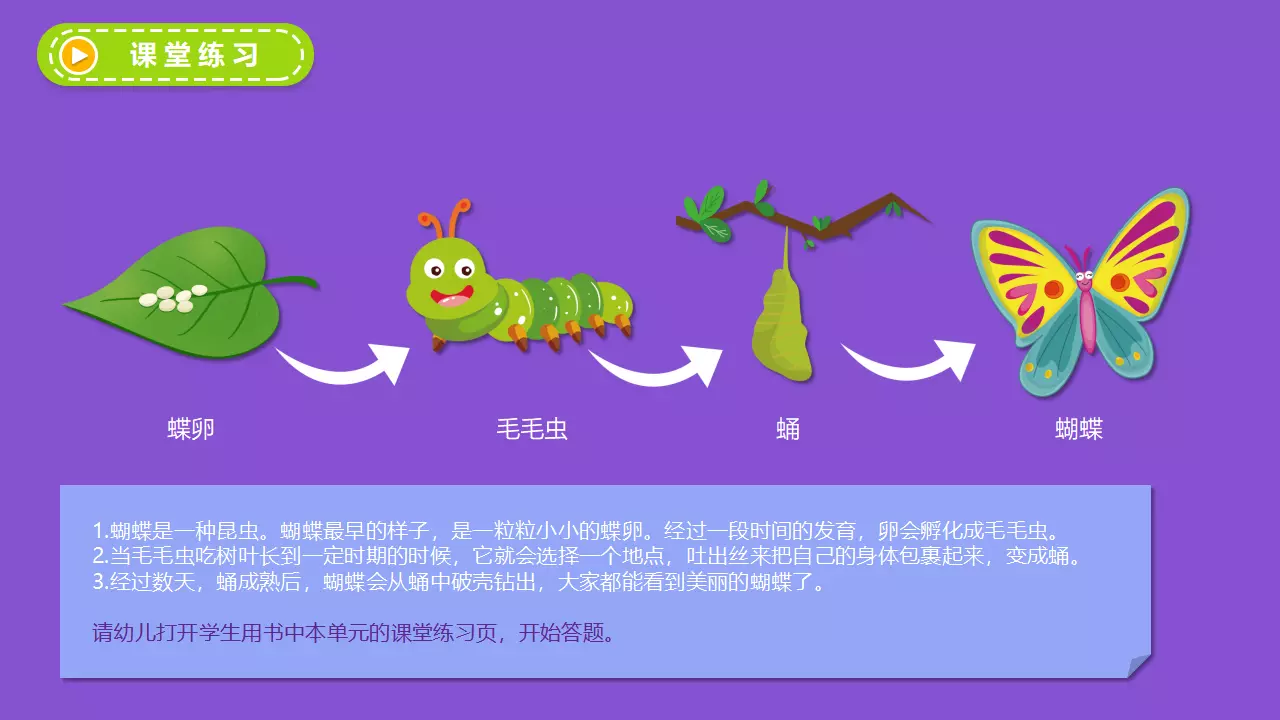 课堂练习
蝶卵
毛毛虫
蛹
蝴蝶
1.蝴蝶是一种昆虫。蝴蝶最早的样子，是一粒粒小小的蝶卵。经过一段时间的发育，卵会孵化成毛毛虫。
2.当毛毛虫吃树叶长到一定时期的时候，它就会选择一个地点，吐出丝来把自己的身体包裹起来，变成蛹。
3.经过数天，蛹成熟后，蝴蝶会从蛹中破壳钻出，大家都能看到美丽的蝴蝶了。
请幼儿打开学生用书中本单元的课堂练习页，开始答题。